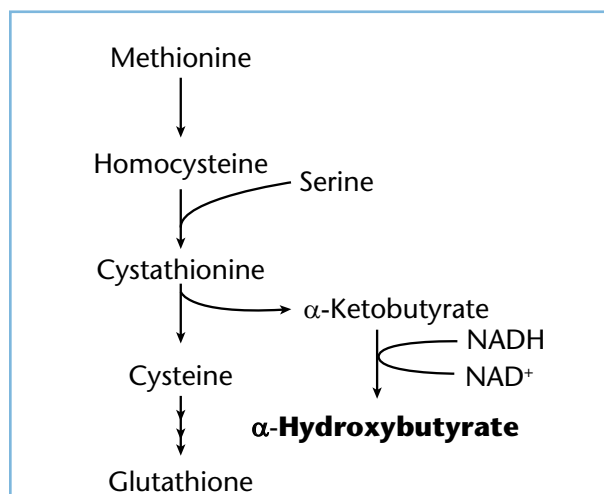 Methionine
Homocysteine
Serine
Cystathionine
α-Ketobutyrate
NADH
NAD⁺
Cysteine
α-Hydroxybutyrate
Glutathione